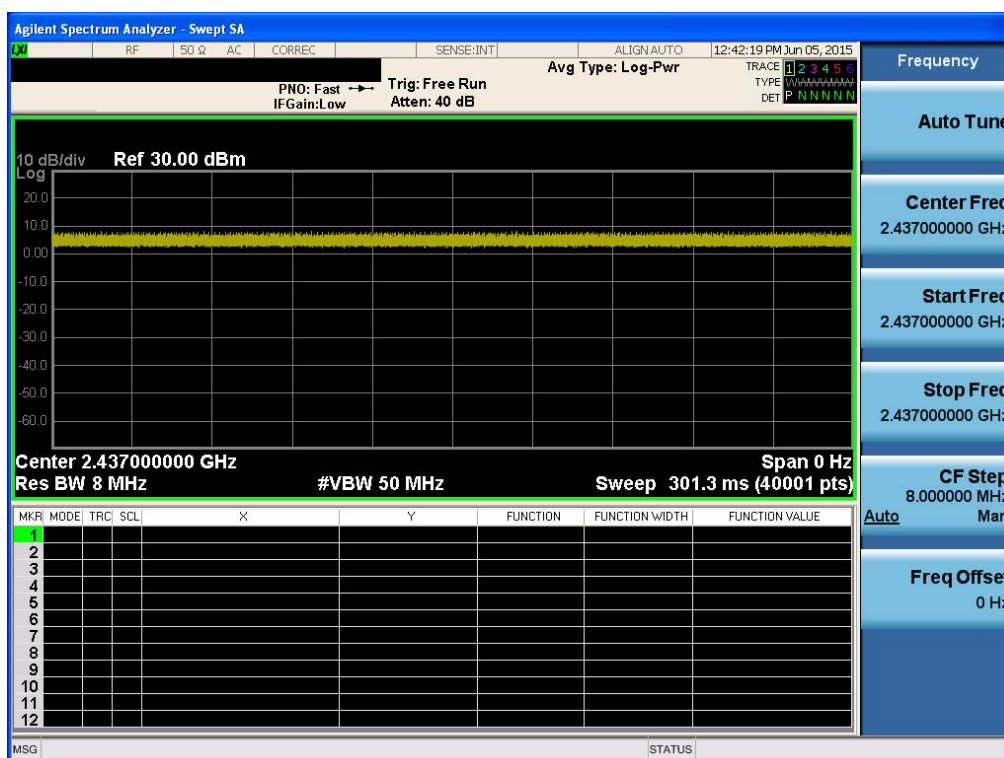 Agilent Spectrum Analyzer - Swept SA
LXI RF 50 Ω AC CORREC SENSE:INT ALIGN AUTO 12:42:19 PM Jun 05, 2015
PNO: Fast
IFGain:Low
Trig: Free Run
Atten: 40 dB
Avg Type: Log-Pwr
TRACE 1 2 3 4 5 6
TYPE
DET P N N N N N
10 dB/div Ref 30.00 dBm
Log
20.0
10.0
0.00
-10.0
-20.0
-30.0
-40.0
-50.0
-60.0
Center 2.437000000 GHz Span 0 Hz
Res BW 8 MHz #VBW 50 MHz Sweep 301.3 ms (40001 pts)
MKR MODE TRC SCL X Y FUNCTION FUNCTION WIDTH FUNCTION VALUE
1
2
3
4
5
6
7
8
9
10
11
12
MSG STATUS
Frequency
Auto Tune
Center Freq
2.437000000 GHz
Start Freq
2.437000000 GHz
Stop Freq
2.437000000 GHz
CF Step
8.000000 MHz
Auto Man
Freq Offset
0 Hz